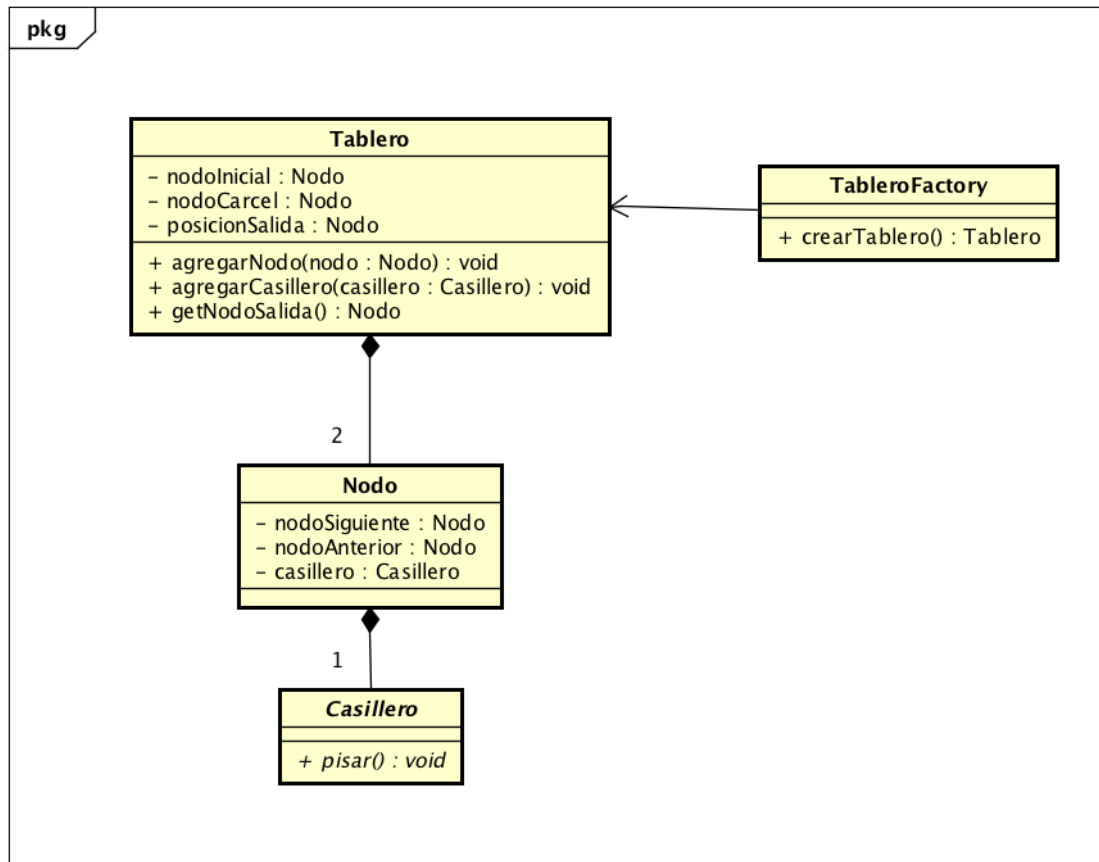 pkg
Tablero
– nodoInicial : Nodo
– nodoCarcel : Nodo
– posicionSalida : Nodo
+ agregarNodo(nodo : Nodo) : void
+ agregarCasillero(casillero : Casillero) : void
+ getNodoSalida() : Nodo
TableroFactory
+ crearTablero() : Tablero
2
Nodo
– nodoSiguiente : Nodo
– nodoAnterior : Nodo
– casillero : Casillero
1
Casillero
+ pisar() : void